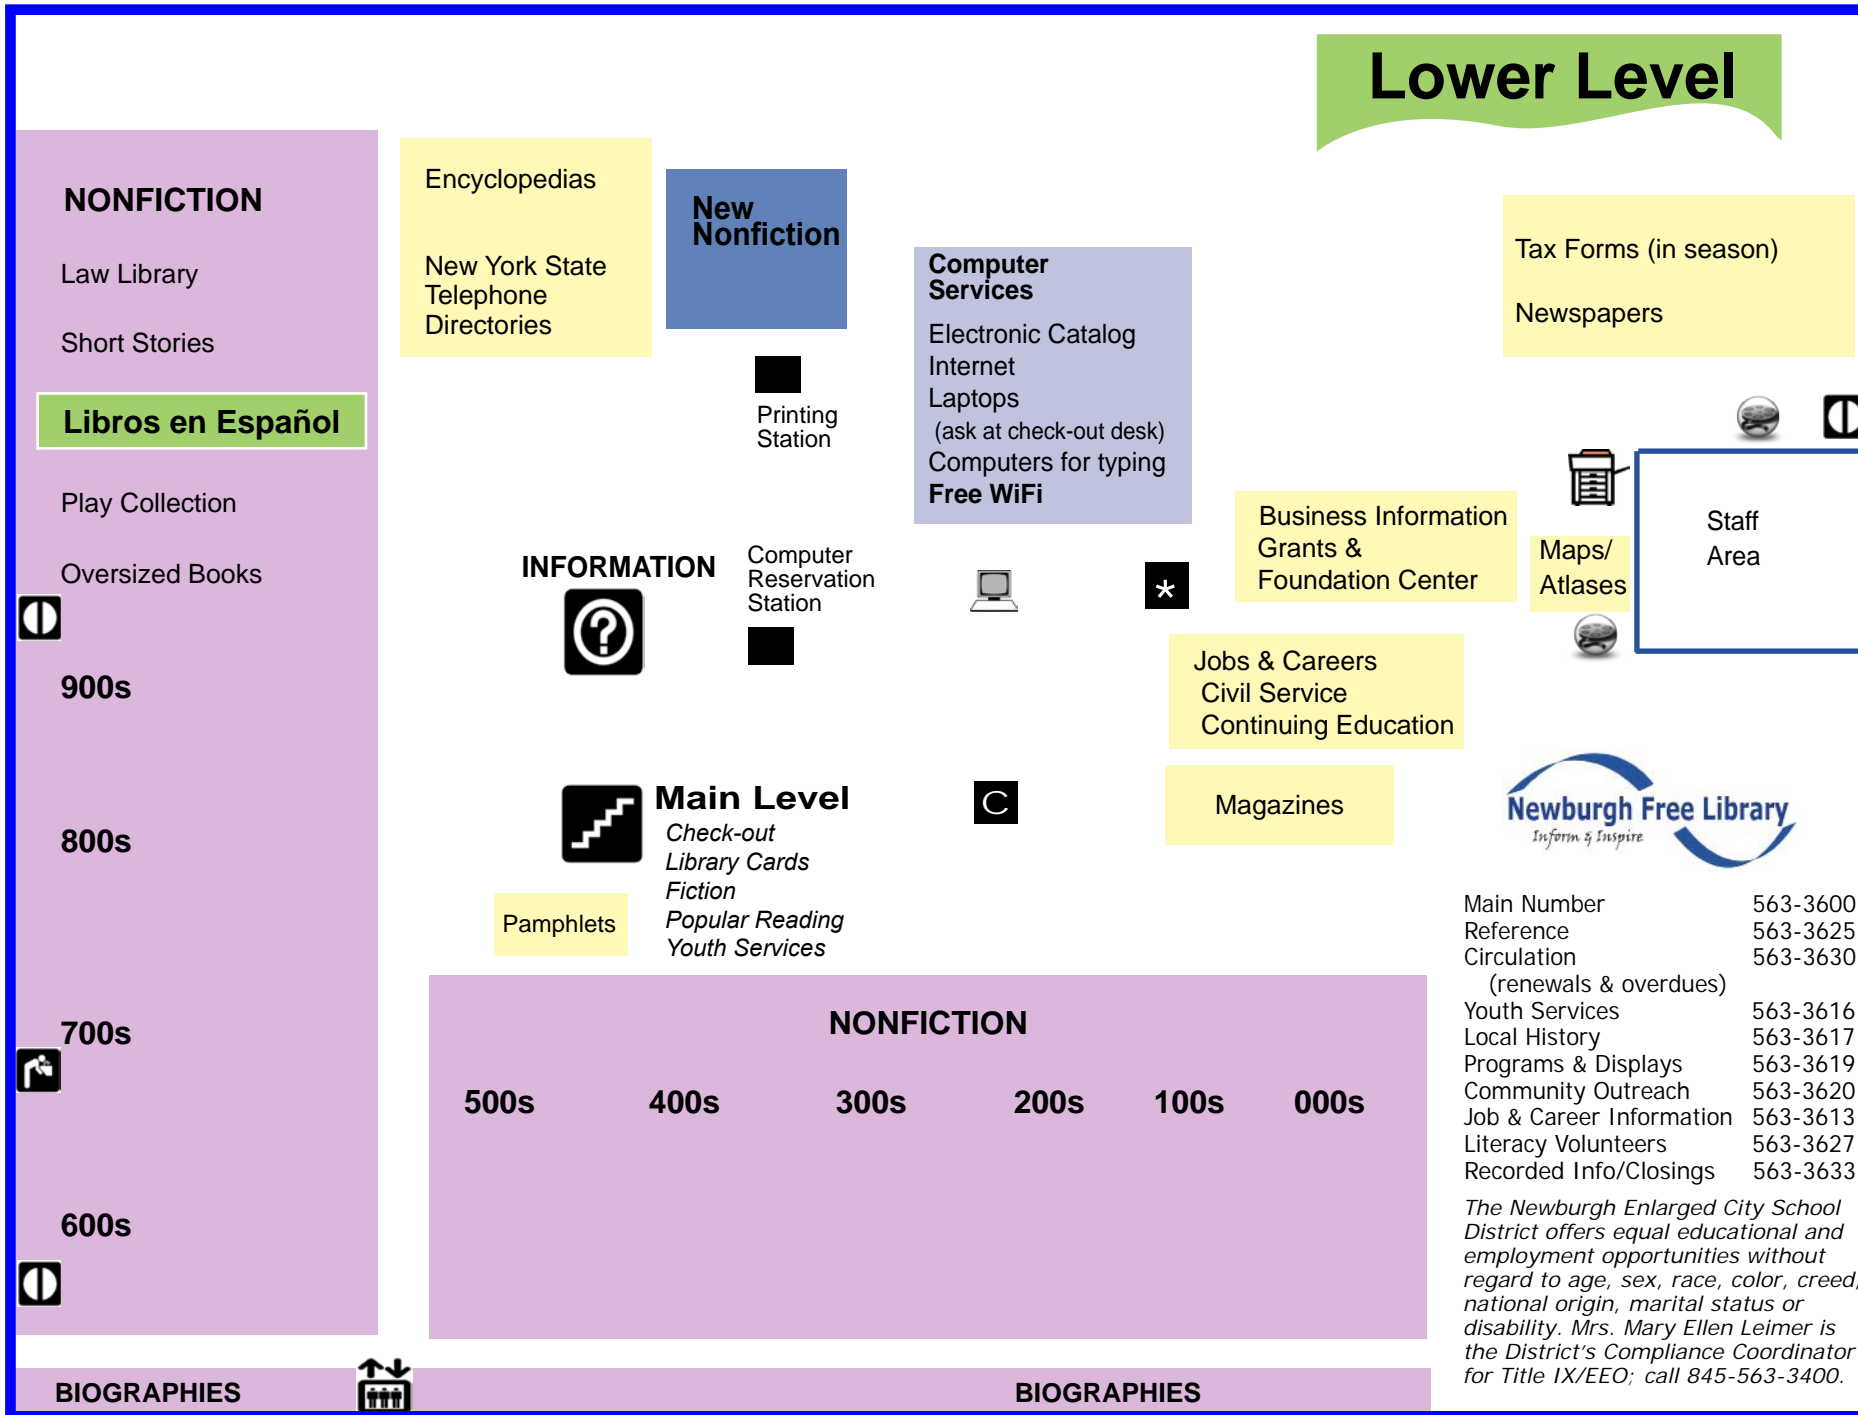 Lower Level
NONFICTION
Law Library
Short Stories
Libros en Español
Play Collection
Oversized Books
900s
800s
700s
600s
Encyclopedias
New York State
Telephone
Directories
New
Nonfiction
Printing
Station
Computer
Services
Electronic Catalog
Internet
Laptops
(ask at check-out desk)
Computers for typing
Free WiFi
Tax Forms (in season)
Newspapers
INFORMATION
?
Computer
Reservation
Station
*
Business Information
Grants &
Foundation Center
Maps/
Atlases
Staff
Area
Jobs & Careers
Civil Service
Continuing Education
Main Level
Check-out
Library Cards
Fiction
Popular Reading
Youth Services
C
Magazines
Pamphlets
Newburgh Free Library
Inform & Inspire
NONFICTION
500s 400s 300s 200s 100s 000s
Main Number 563-3600
Reference 563-3625
Circulation 563-3630
(renewals & overdues)
Youth Services 563-3616
Local History 563-3617
Programs & Displays 563-3619
Community Outreach 563-3620
Job & Career Information 563-3613
Literacy Volunteers 563-3627
Recorded Info/Closings 563-3633
The Newburgh Enlarged City School
District offers equal educational and
employment opportunities without
regard to age, sex, race, color, creed,
national origin, marital status or
disability. Mrs. Mary Ellen Leimer is
the District's Compliance Coordinator
for Title IX/EEO; call 845-563-3400.
BIOGRAPHIES
BIOGRAPHIES